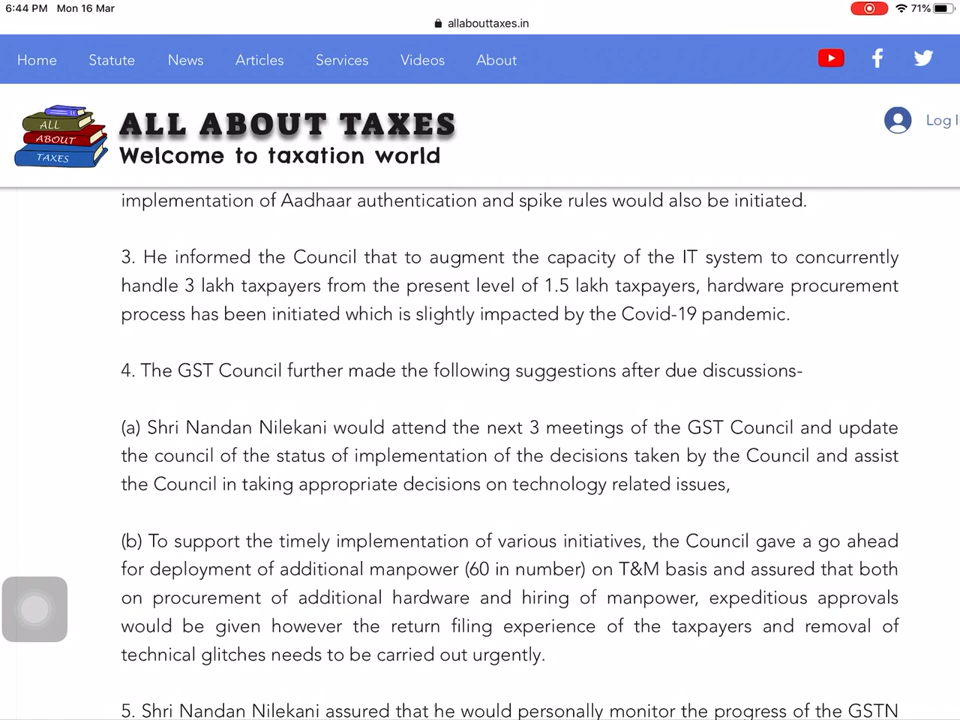 6:44 PM Mon 16 Mar
71%
allabouttaxes.in
Home Statute News Articles Services Videos About
ALL ABOUT TAXES
ALL ABOUT TAXES
Welcome to taxation world
Log I
implementation of Aadhaar authentication and spike rules would also be initiated.
3. He informed the Council that to augment the capacity of the IT system to concurrently
handle 3 lakh taxpayers from the present level of 1.5 lakh taxpayers, hardware procurement
process has been initiated which is slightly impacted by the Covid-19 pandemic.
4. The GST Council further made the following suggestions after due discussions-
(a) Shri Nandan Nilekani would attend the next 3 meetings of the GST Council and update
the council of the status of implementation of the decisions taken by the Council and assist
the Council in taking appropriate decisions on technology related issues,
(b) To support the timely implementation of various initiatives, the Council gave a go ahead
for deployment of additional manpower (60 in number) on T&M basis and assured that both
on procurement of additional hardware and hiring of manpower, expeditious approvals
would be given however the return filing experience of the taxpayers and removal of
technical glitches needs to be carried out urgently.
5. Shri Nandan Nilekani assured that he would personally monitor the progress of the GSTN